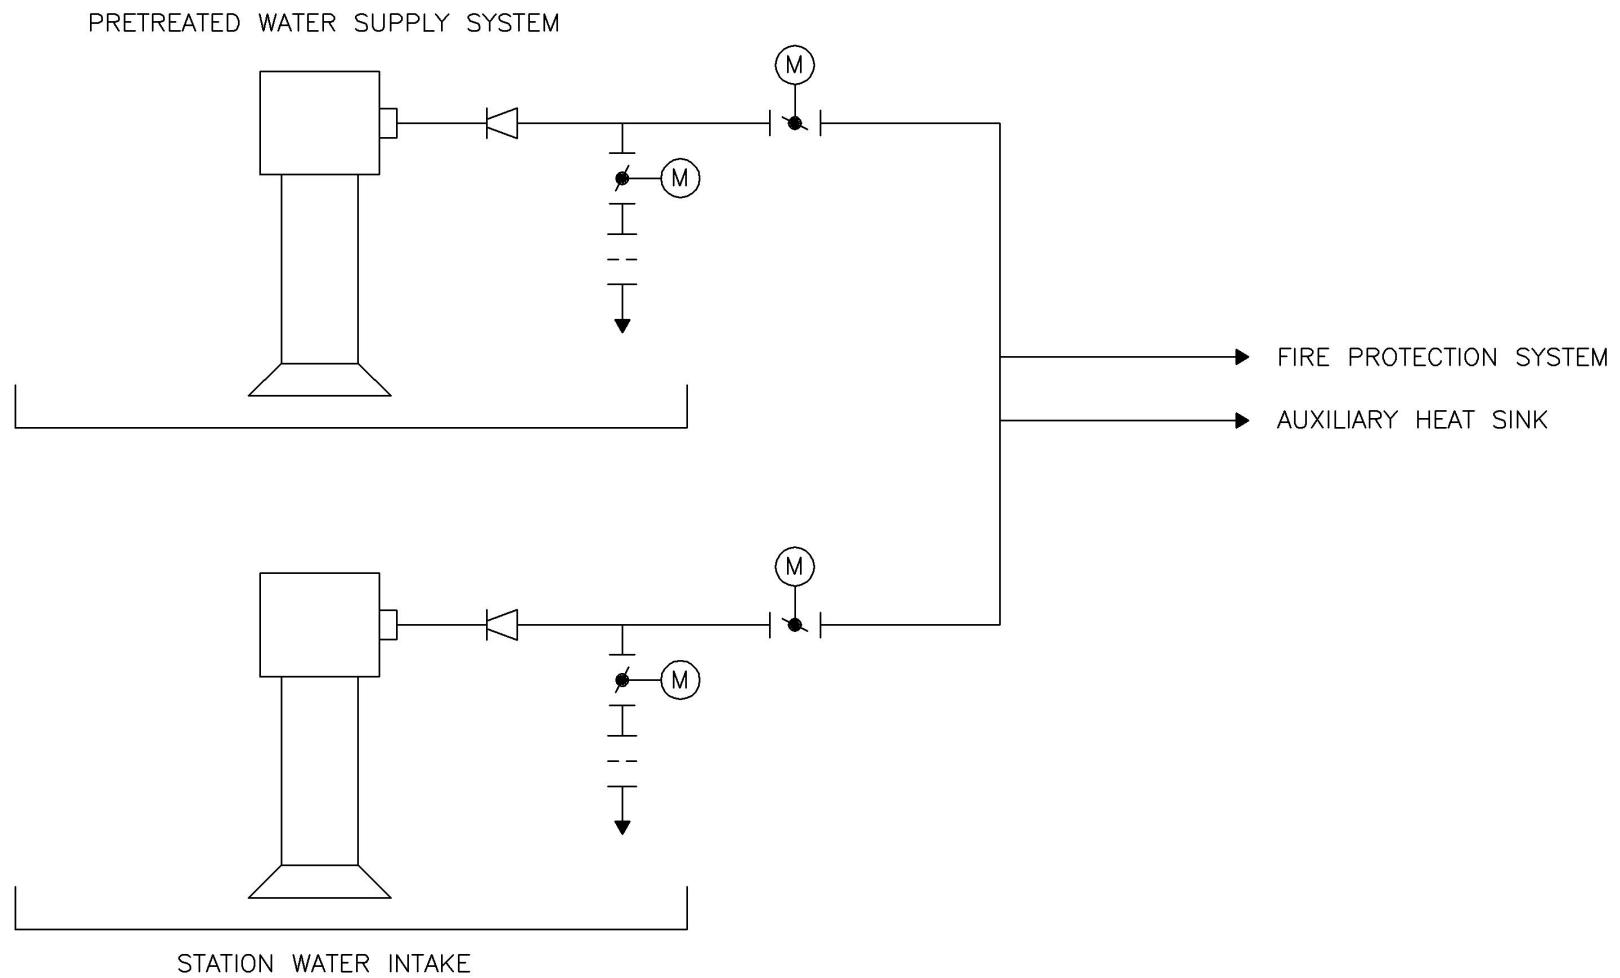 PRETREATED WATER SUPPLY SYSTEM
M
M
FIRE PROTECTION SYSTEM
AUXILIARY HEAT SINK
M
M
STATION WATER INTAKE